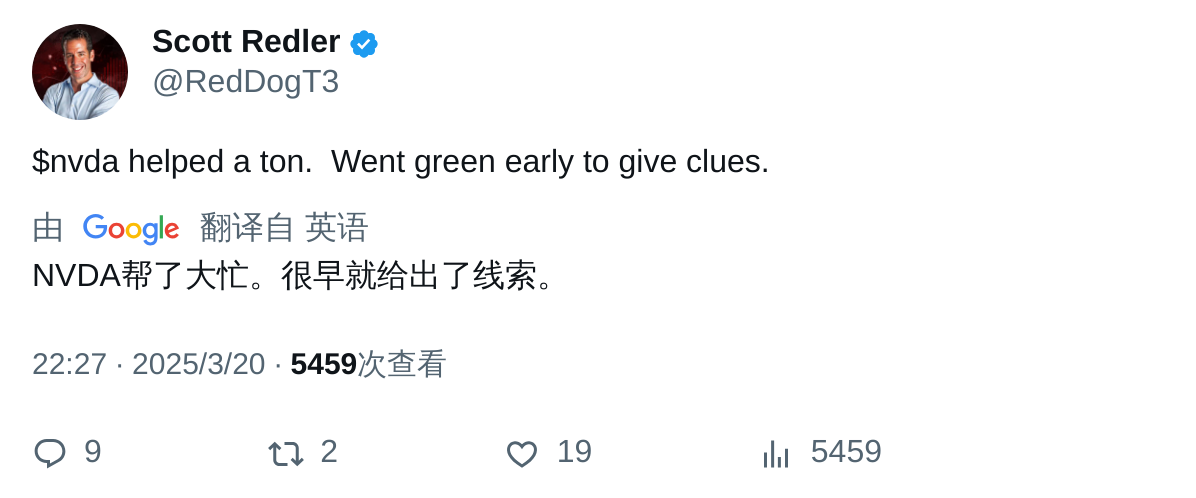 Scott Redler
@RedDogT3
$nvda helped a ton.  Went green early to give clues.
由 Google 翻译自 英语
NVDA帮了大忙。很早就给出了线索。
22:27 · 2025/3/20 · 5459次查看
9 2 19 5459